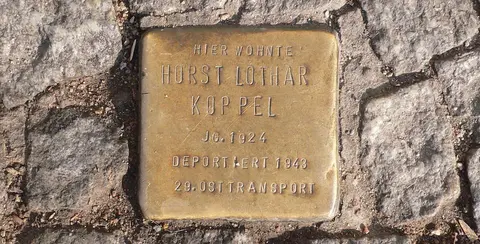 HIER WOHNTE
HORST LOTHAR
KOPPEL
JG. 1924
DEPORTIERT 1943
29. OSTTRANSPORT